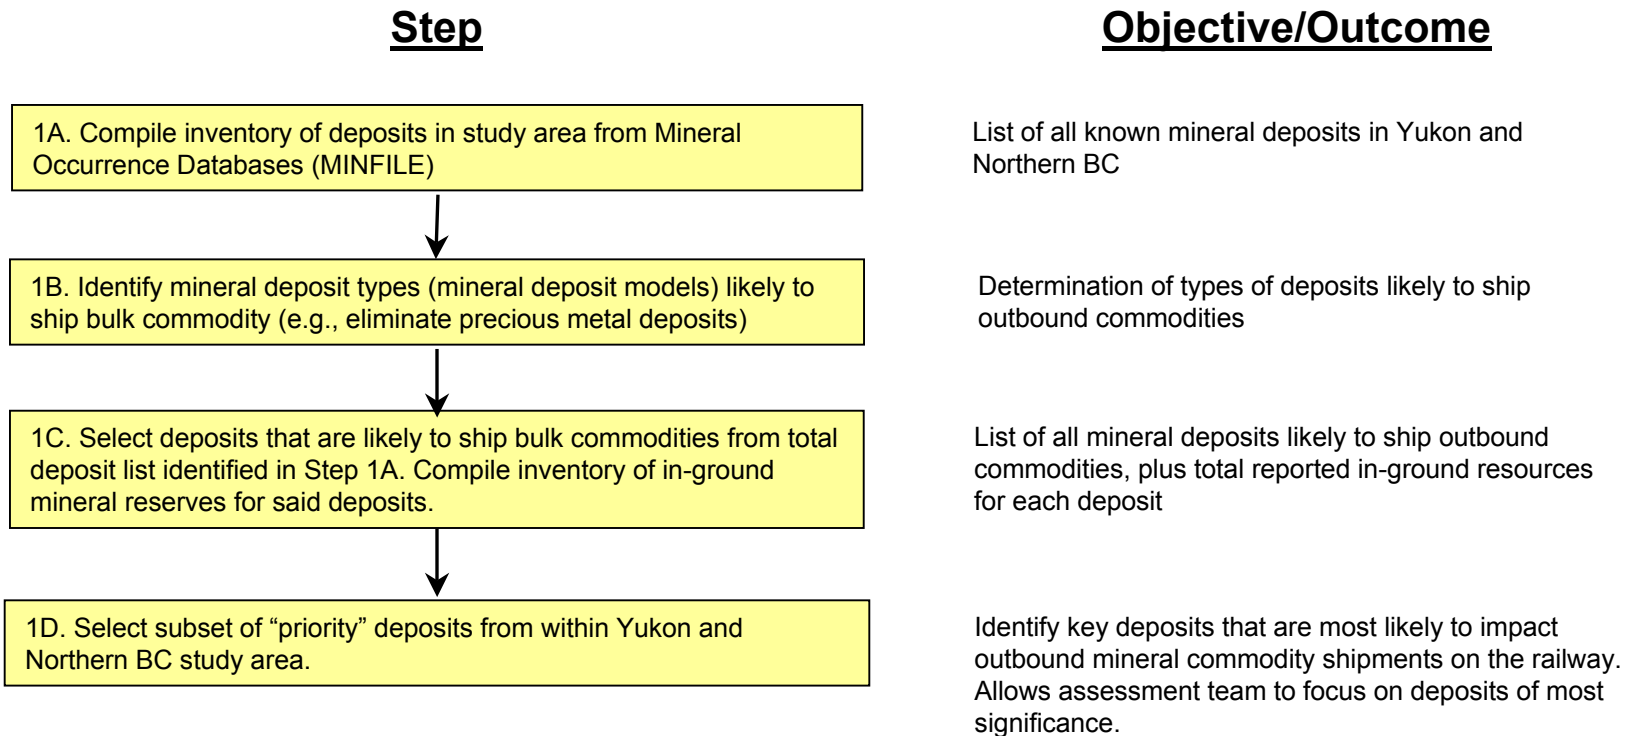 Step
Objective/Outcome
1A. Compile inventory of deposits in study area from Mineral
Occurrence Databases (MINFILE)
List of all known mineral deposits in Yukon and
Northern BC
1B. Identify mineral deposit types (mineral deposit models) likely to
ship bulk commodity (e.g., eliminate precious metal deposits)
Determination of types of deposits likely to ship
outbound commodities
1C. Select deposits that are likely to ship bulk commodities from total
deposit list identified in Step 1A. Compile inventory of in-ground
mineral reserves for said deposits.
List of all mineral deposits likely to ship outbound
commodities, plus total reported in-ground resources
for each deposit
1D. Select subset of “priority” deposits from within Yukon and
Northern BC study area.
Identify key deposits that are most likely to impact
outbound mineral commodity shipments on the railway.
Allows assessment team to focus on deposits of most
significance.